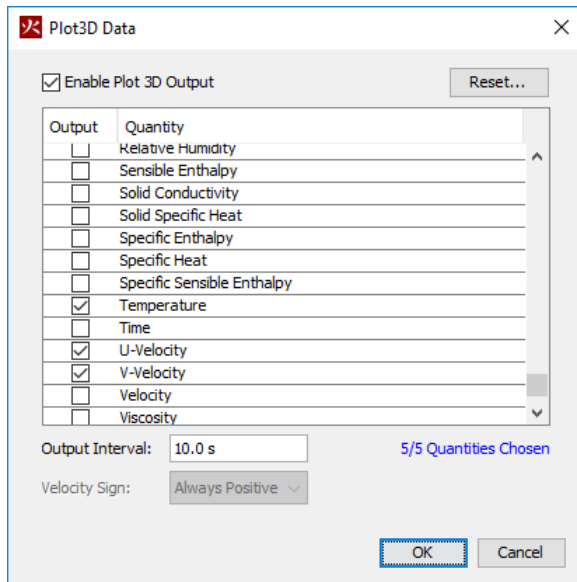 火 Plot3D Data
Enable Plot 3D Output Reset...
Output Quantity
Relative Humidity
Sensible Enthalpy
Solid Conductivity
Solid Specific Heat
Specific Enthalpy
Specific Heat
Specific Sensible Enthalpy
Temperature
Time
U-Velocity
V-Velocity
Velocity
Viscosity
Output Interval: 10.0 s 5/5 Quantities Chosen
Velocity Sign: Always Positive
OK Cancel